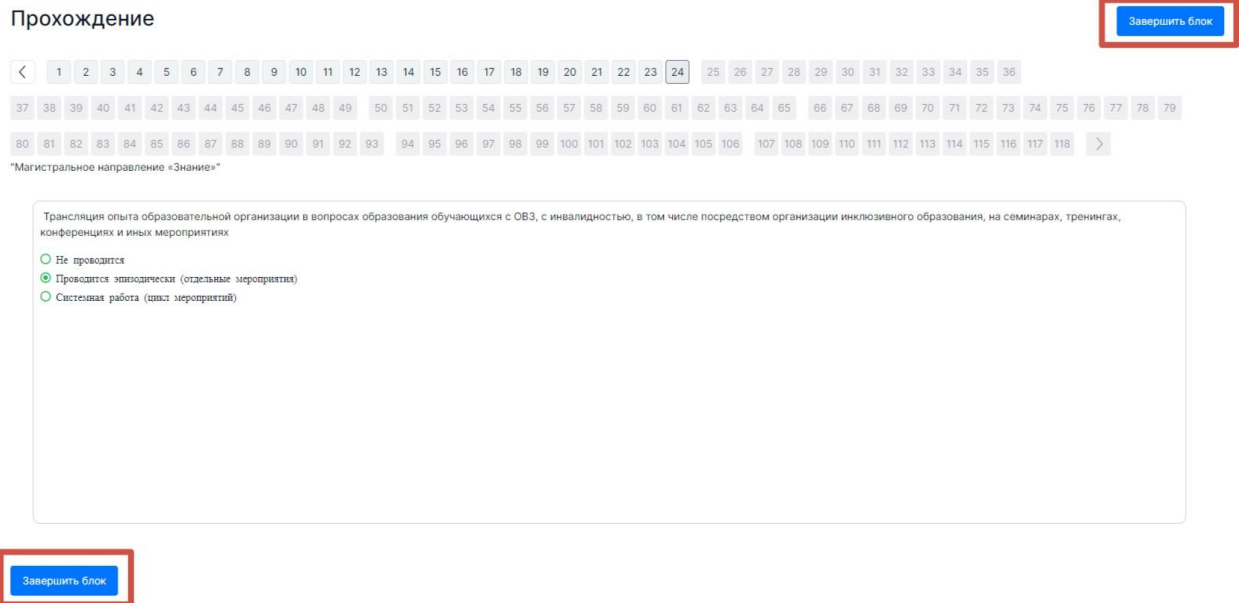 Прохождение
Завершить блок
1 2 3 4 5 6 7 8 9 10 11 12 13 14 15 16 17 18 19 20 21 22 23 24 25 26 27 28 29 30 31 32 33 34 35 36
37 38 39 40 41 42 43 44 45 46 47 48 49 50 51 52 53 54 55 56 57 58 59 60 61 62 63 64 65 66 67 68 69 70 71 72 73 74 75 76 77 78 79
80 81 82 83 84 85 86 87 88 89 90 91 92 93 94 95 96 97 98 99 100 101 102 103 104 105 106 107 108 109 110 111 112 113 114 115 116 117 118
"Магистральное направление «Знание»"
Трансляция опыта образовательной организации в вопросах образования обучающихся с ОВЗ, с инвалидностью, в том числе посредством организации инклюзивного образования, на семинарах, тренингах,
конференциях и иных мероприятиях
Не проводится
Проводится эпизодически (отдельные мероприятия)
Системная работа (цикл мероприятий)
Завершить блок